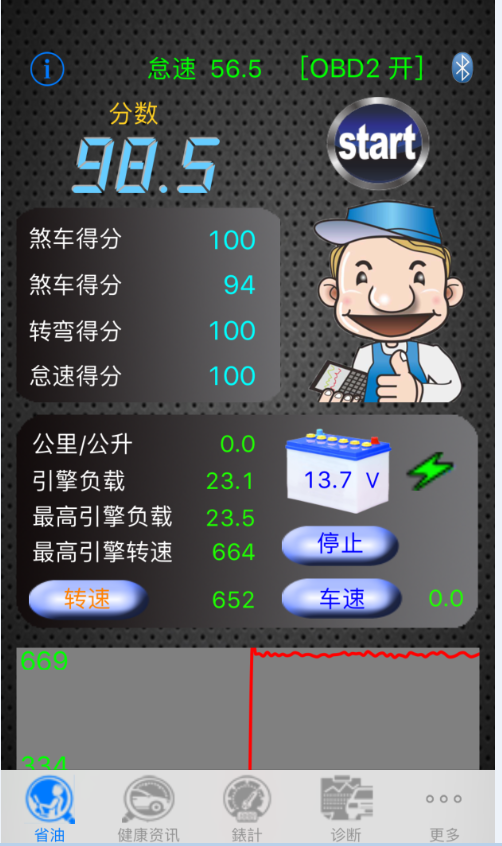 怠速 56.5 [OBD2 开]
分数
98.5
start
煞车得分 100
煞车得分 94
转弯得分 100
怠速得分 100
公里/公升 0.0
引擎负载 23.1
最高引擎负载 23.5
最高引擎转速 664
13.7 V
停止
转速 652
车速 0.0
669
334
省油
健康资讯
錶計
诊断
更多